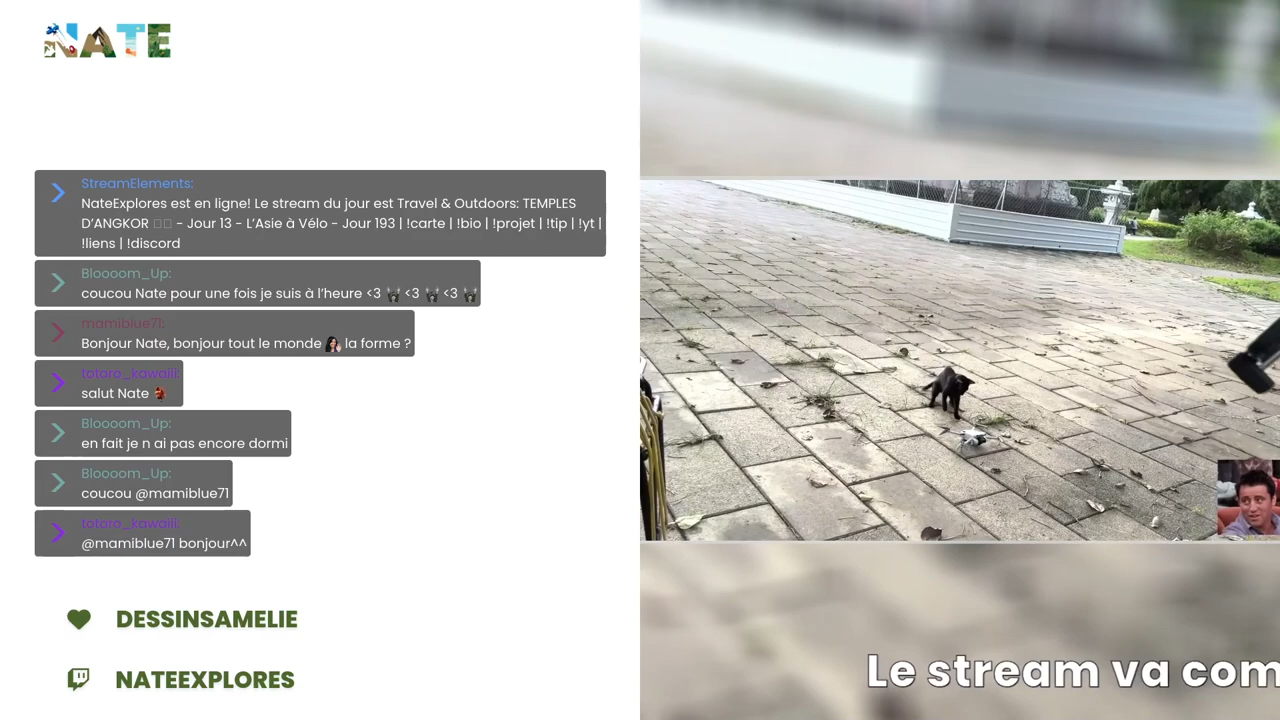 NATE
StreamElements:
NateExplores est en ligne! Le stream du jour est Travel & Outdoors: TEMPLES
D'ANGKOR - Jour 13 - L'Asie à Vélo - Jour 193 | !carte | !bio | !projet | !tip | !yt |
!liens | !discord
Bloooom_Up:
coucou Nate pour une fois je suis à l'heure <3 <3 <3
mamiblue71:
Bonjour Nate, bonjour tout le monde la forme ?
totoro_kawaiii:
salut Nate
Bloooom_Up:
en fait je n ai pas encore dormi
Bloooom_Up:
coucou @mamiblue71
totoro_kawaiii:
@mamiblue71 bonjour^^
DESSINSAMELIE
NATEEXPLORES
Le stream va com